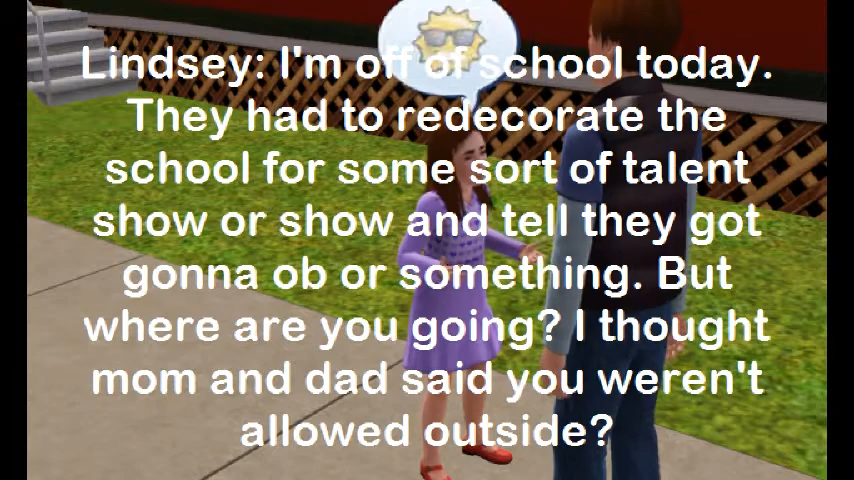 Lindsey: I'm off of school today.
They had to redecorate the
school for some sort of talent
show or show and tell they got
gonna ob or something. But
where are you going? I thought
mom and dad said you weren't
allowed outside?